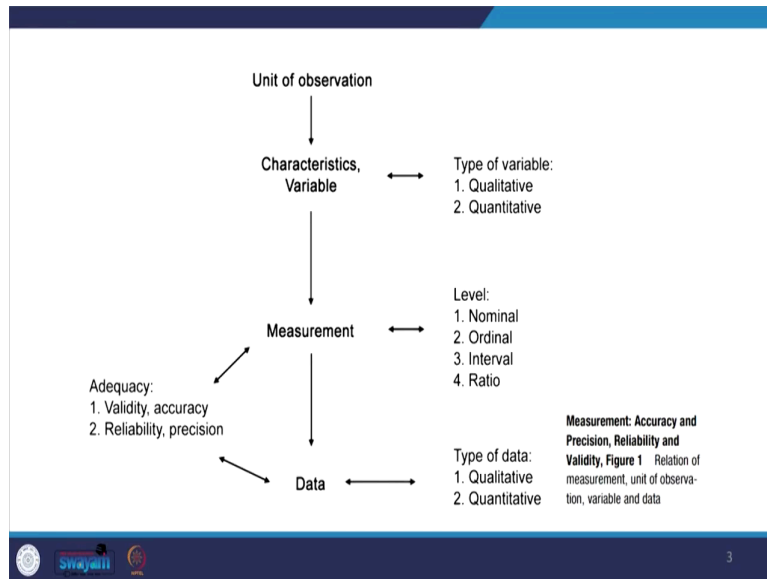 Unit of observation
Characteristics,
Variable
Type of variable:
1. Qualitative
2. Quantitative
Measurement
Level:
1. Nominal
2. Ordinal
3. Interval
4. Ratio
Adequacy:
1. Validity, accuracy
2. Reliability, precision
Data
Type of data:
1. Qualitative
2. Quantitative
Measurement: Accuracy and
Precision, Reliability and
Validity, Figure 1 Relation of
measurement, unit of observa-
tion, variable and data
swayam
3